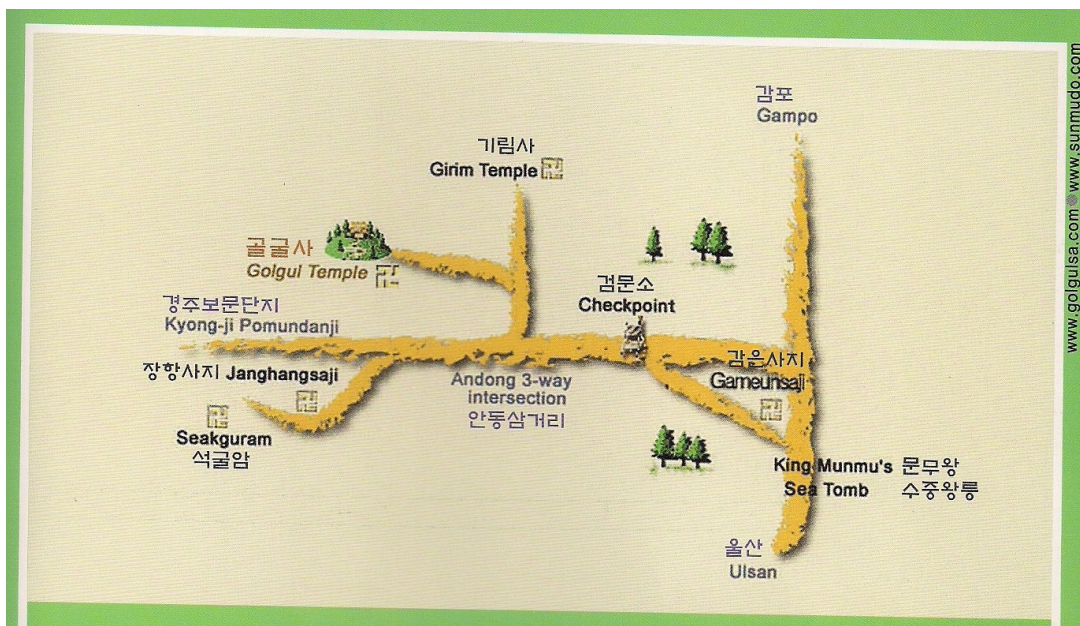 감포
Gampo
기림사
Girim Temple
골굴사
Golgul Temple
검문소
Checkpoint
경주보문단지
Kyong-ji Pomundanji
장항사지 Janghangsaji
감은사지
Gameunsaji
Andong 3-way
intersection
안동삼거리
Seakguram
석굴암
King Munmu's 문무왕
Sea Tomb 수중왕릉
울산
Ulsan
www.golgulsa.com●www.sunmudo.com